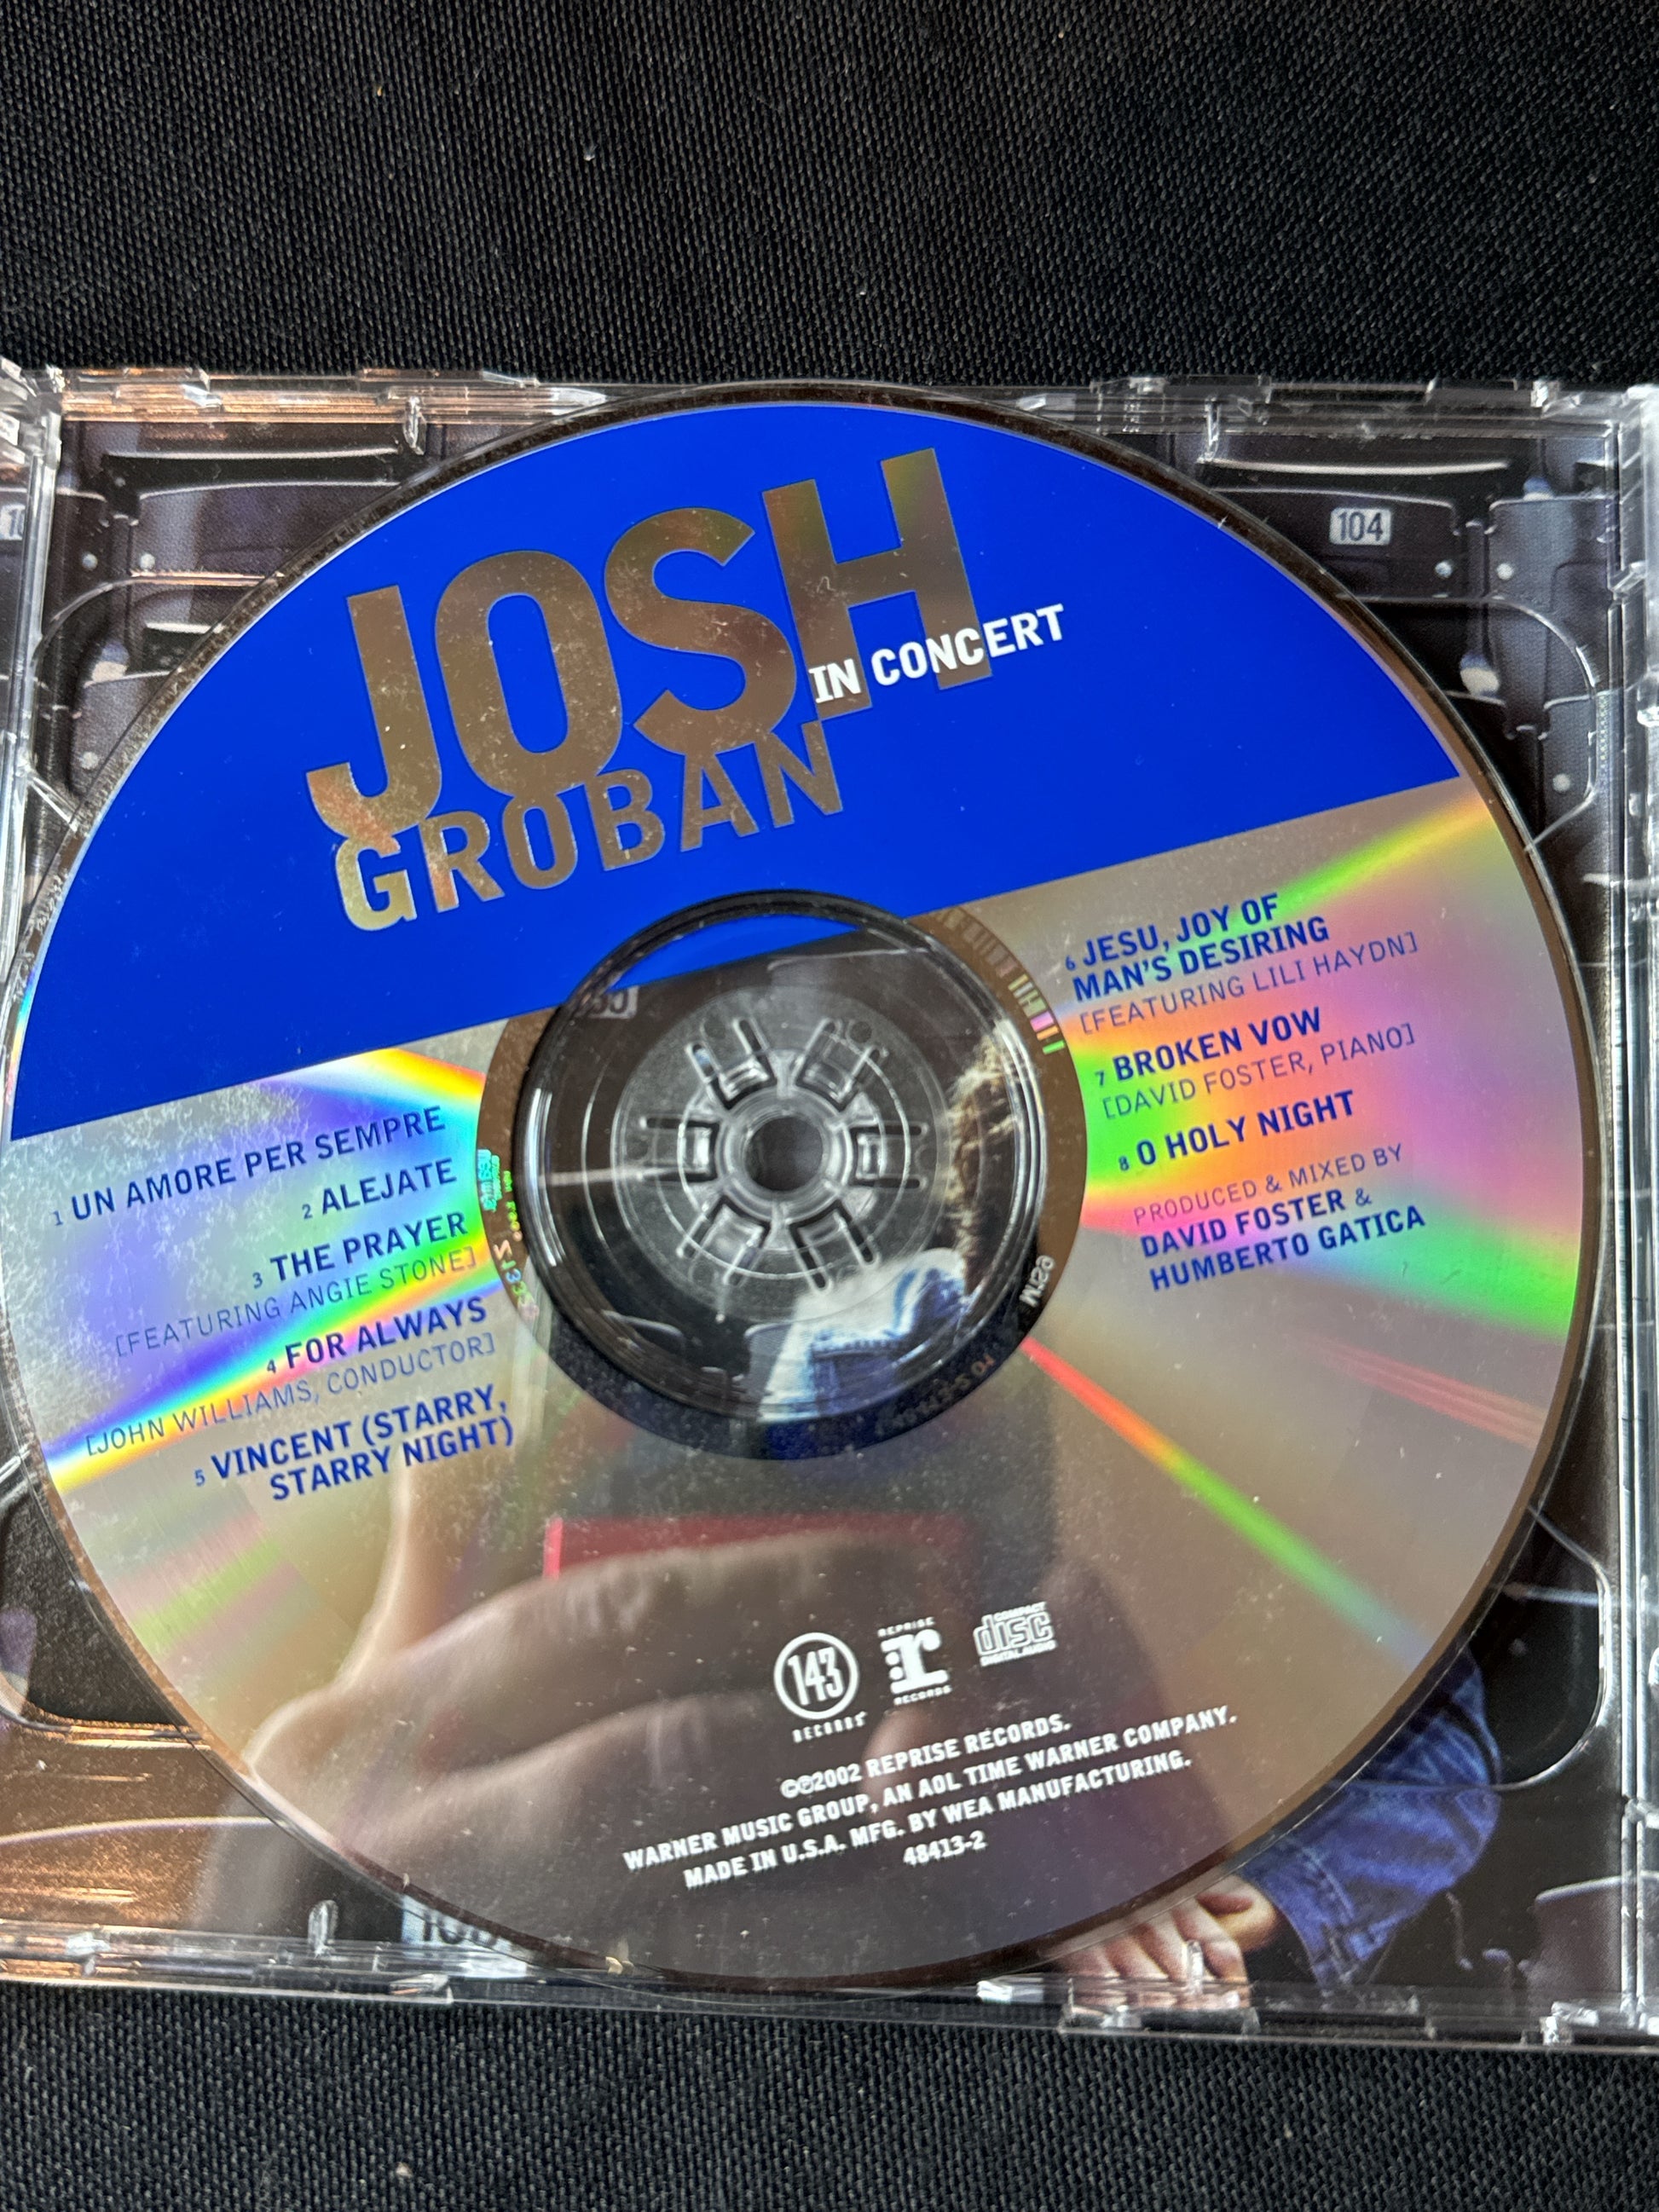 JOSH
IN CONCERT
GROBAN
1 UN AMORE PER SEMPRE
2 ALEJATE
3 THE PRAYER
[FEATURING ANGIE STONE]
4 FOR ALWAYS
[JOHN WILLIAMS, CONDUCTOR]
5 VINCENT (STARRY,
STARRY NIGHT)
6 JESU, JOY OF
MAN'S DESIRING
[FEATURING LILI HAYDN]
7 BROKEN VOW
[DAVID FOSTER, PIANO]
8 O HOLY NIGHT
PRODUCED & MIXED BY
DAVID FOSTER &
HUMBERTO GATICA
143
RECORDS
REPRISE
r
RECORDS
COMPACT
disc
DIGITAL AUDIO
©℗2002 REPRISE RECORDS.
WARNER MUSIC GROUP, AN AOL TIME WARNER COMPANY.
MADE IN U.S.A. MFG. BY WEA MANUFACTURING.
48413-2
104